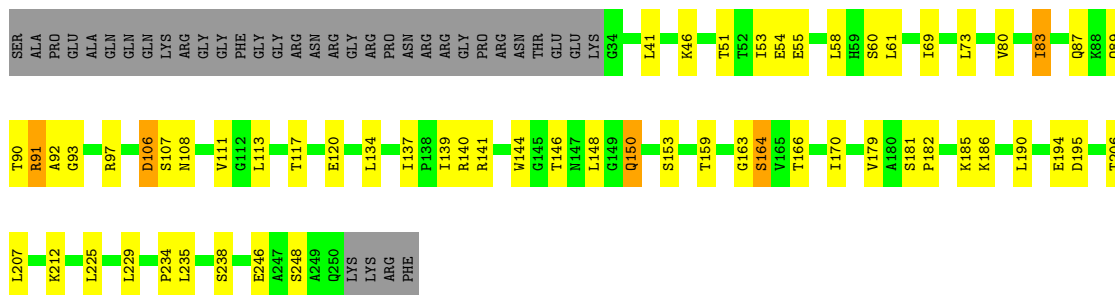 SER ALA PRO GLU ALA GLN GLN GLN LYS ARG GLY GLY PHE GLY GLY ARG ASN ARG GLY ARG PRO ASN ARG ARG GLY PRO ARG ASN THR GLU GLU LYS G34 L41 K46 T51 T52 I53 E54 E55 L58 H59 S60 L61 I69 L73 V80 I83 Q87 K88
T90 R91 A92 G93 R97 D106 S107 N108 V111 G112 L113 T117 E120 L134 I137 P138 I139 R140 R141 W144 G145 T146 N147 L148 G149 Q150 S153 T159 G163 S164 V165 T166 I170 V179 A180 S181 P182 K185 K186 L190 E194 D195
L207 K212 L225 L229 P234 L235 S238 E246 A247 S248 A249 Q250 LYS LYS ARG PHE